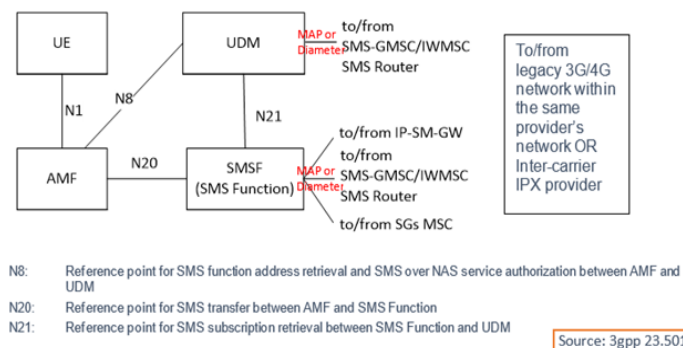 UE
UDM
MAP or
Diameter
to/from
SMS-GMSC/IWMSC
SMS Router
To/from
legacy 3G/4G
network within
the same
provider's
network OR
Inter-carrier
IPX provider
N1
N8
N21
AMF
N20
SMSF
(SMS Function)
MAP or
Diameter
to/from IP-SM-GW
to/from
SMS-GMSC/IWMSC
SMS Router
to/from SGs MSC
N8: Reference point for SMS function address retrieval and SMS over NAS service authorization between AMF and
UDM
N20: Reference point for SMS transfer between AMF and SMS Function
N21: Reference point for SMS subscription retrieval between SMS Function and UDM
Source: 3gpp 23.501